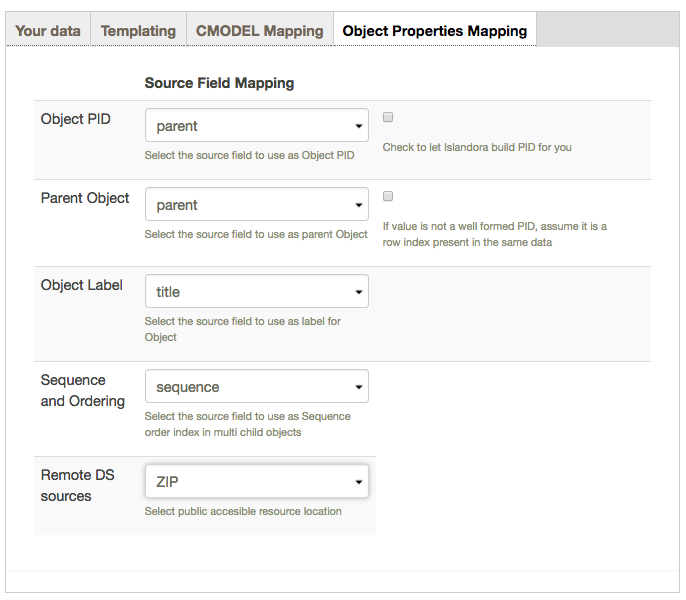 Your data
Templating
CMODEL Mapping
Object Properties Mapping
Source Field Mapping
Object PID
parent
Select the source field to use as Object PID
Check to let Islandora build PID for you
Parent Object
parent
Select the source field to use as parent Object
If value is not a well formed PID, assume it is a
row index present in the same data
Object Label
title
Select the source field to use as label for
Object
Sequence
and Ordering
sequence
Select the source field to use as Sequence
order index in multi child objects
Remote DS
sources
ZIP
Select public accesible resource location